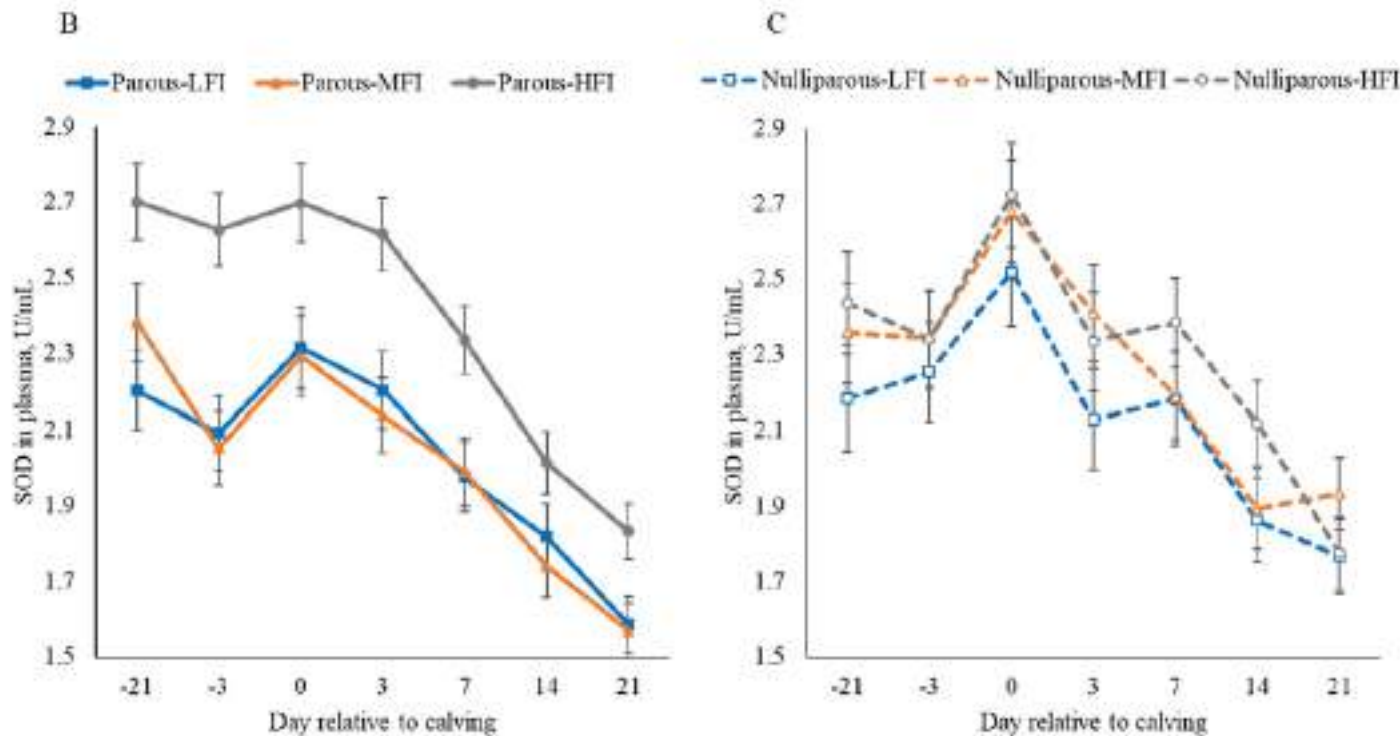 B
Parous-LFI Parous-MFI Parous-HFI
2.9
2.7
2.5
2.3
2.1
1.9
1.7
1.5
SOD in plasma, U/mL
-21 -3 0 3 7 14 21
Day relative to calving
C
Nulliparous-LFI Nulliparous-MFI Nulliparous-HFI
2.9
2.7
2.5
2.3
2.1
1.9
1.7
1.5
SOD in plasma, U/mL
-21 -3 0 3 7 14 21
Day relative to calving